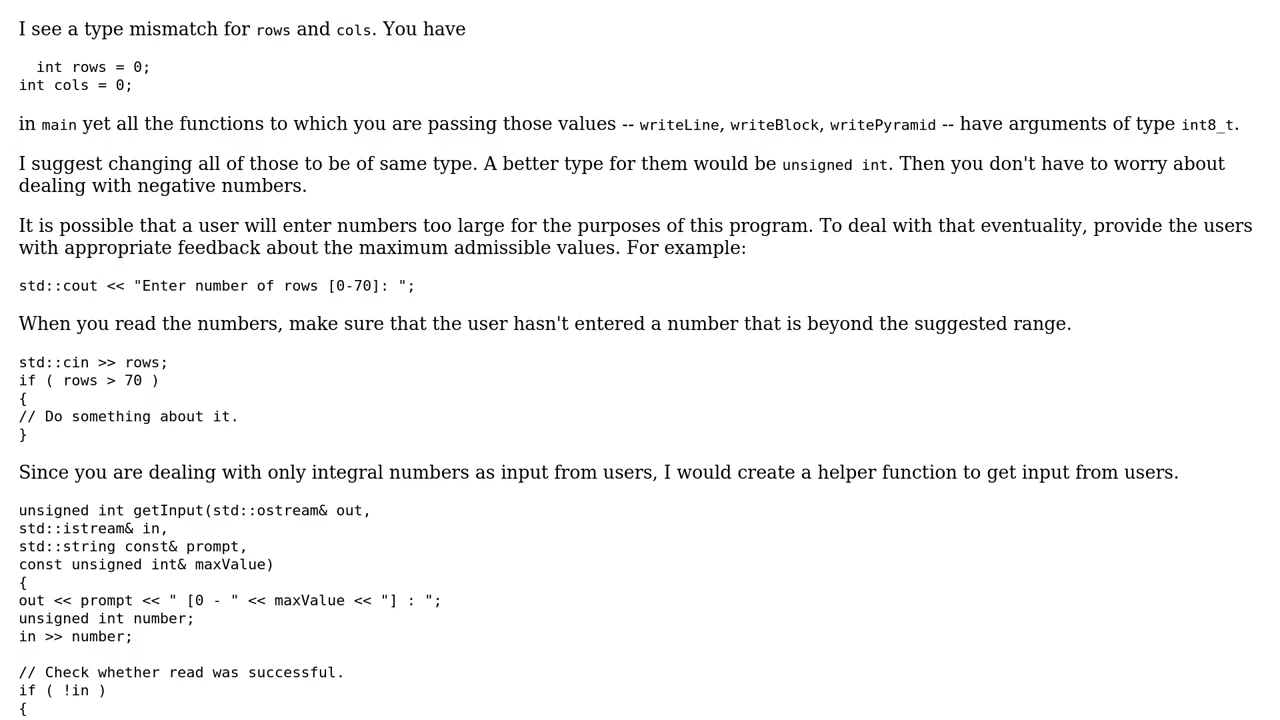 I see a type mismatch for rows and cols. You have
int rows = 0;
int cols = 0;
in main yet all the functions to which you are passing those values -- writeLine, writeBlock, writePyramid -- have arguments of type int8_t.
I suggest changing all of those to be of same type. A better type for them would be unsigned int. Then you don't have to worry about
dealing with negative numbers.
It is possible that a user will enter numbers too large for the purposes of this program. To deal with that eventuality, provide the users
with appropriate feedback about the maximum admissible values. For example:
std::cout << "Enter number of rows [0-70]: ";
When you read the numbers, make sure that the user hasn't entered a number that is beyond the suggested range.
std::cin >> rows;
if ( rows > 70 )
{
// Do something about it.
}
Since you are dealing with only integral numbers as input from users, I would create a helper function to get input from users.
unsigned int getInput(std::ostream& out,
std::istream& in,
std::string const& prompt,
const unsigned int& maxValue)
{
out << prompt << " [0 - " << maxValue << "] : ";
unsigned int number;
in >> number;
// Check whether read was successful.
if ( !in )
{